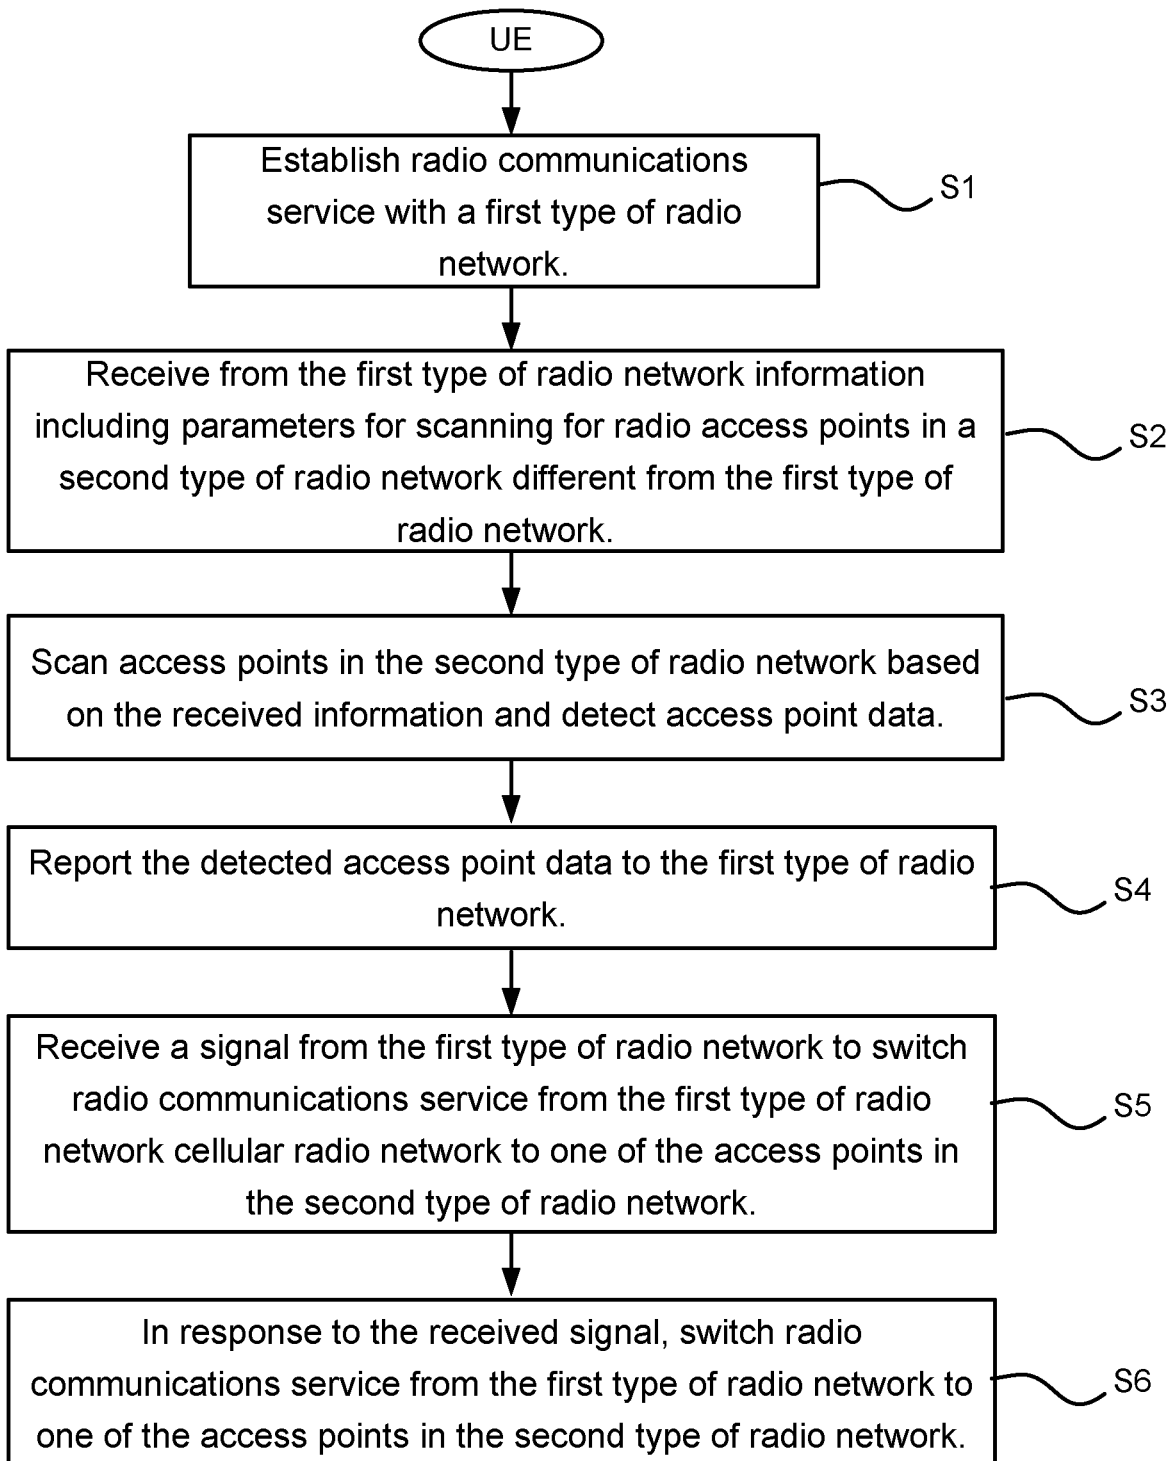 UE
Establish radio communications
service with a first type of radio
network.
S1
Receive from the first type of radio network information
including parameters for scanning for radio access points in a
second type of radio network different from the first type of
radio network.
S2
Scan access points in the second type of radio network based
on the received information and detect access point data.
S3
Report the detected access point data to the first type of radio
network.
S4
Receive a signal from the first type of radio network to switch
radio communications service from the first type of radio
network cellular radio network to one of the access points in
the second type of radio network.
S5
In response to the received signal, switch radio
communications service from the first type of radio network to
one of the access points in the second type of radio network.
S6